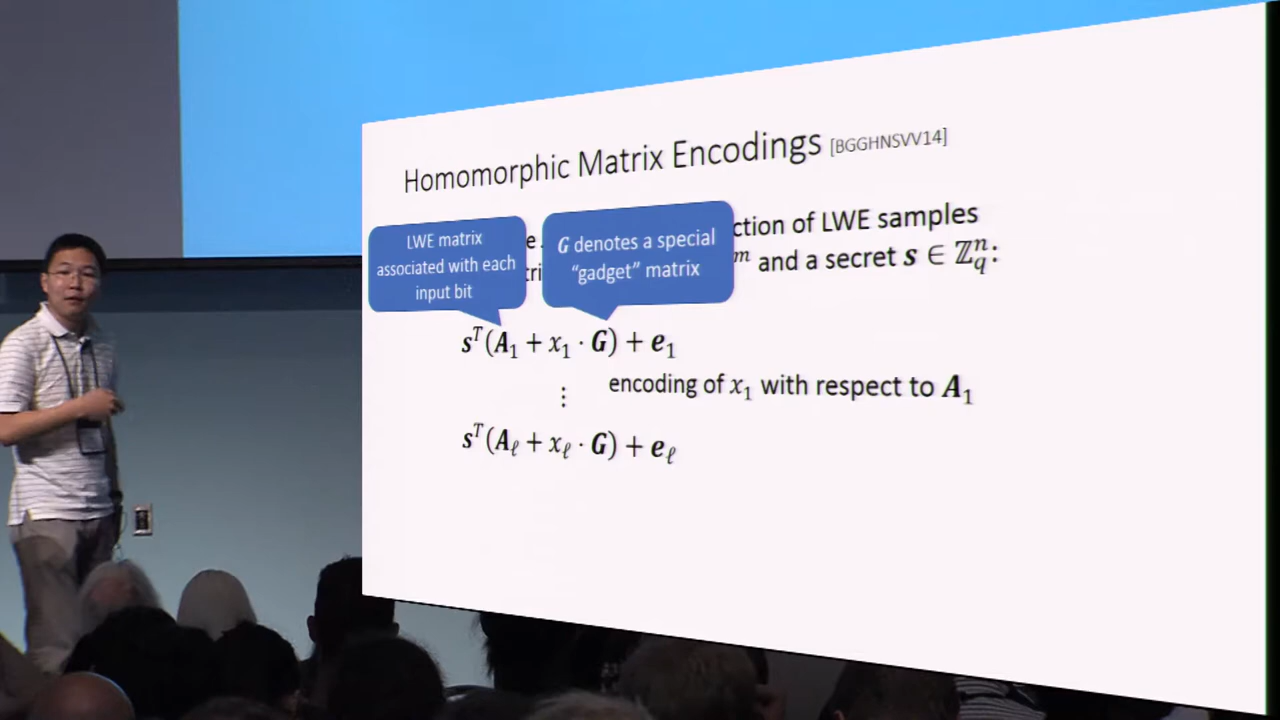 Homomorphic Matrix Encodings [BGGHNSVV14]
LWE matrix
associated with each
input bit
G denotes a special
"gadget" matrix
ction of LWE samples
m and a secret s ∈ ℤ_q^n:
s^T(A_1 + x_1 · G) + e_1
⋮
encoding of x_1 with respect to A_1
s^T(A_ℓ + x_ℓ · G) + e_ℓ